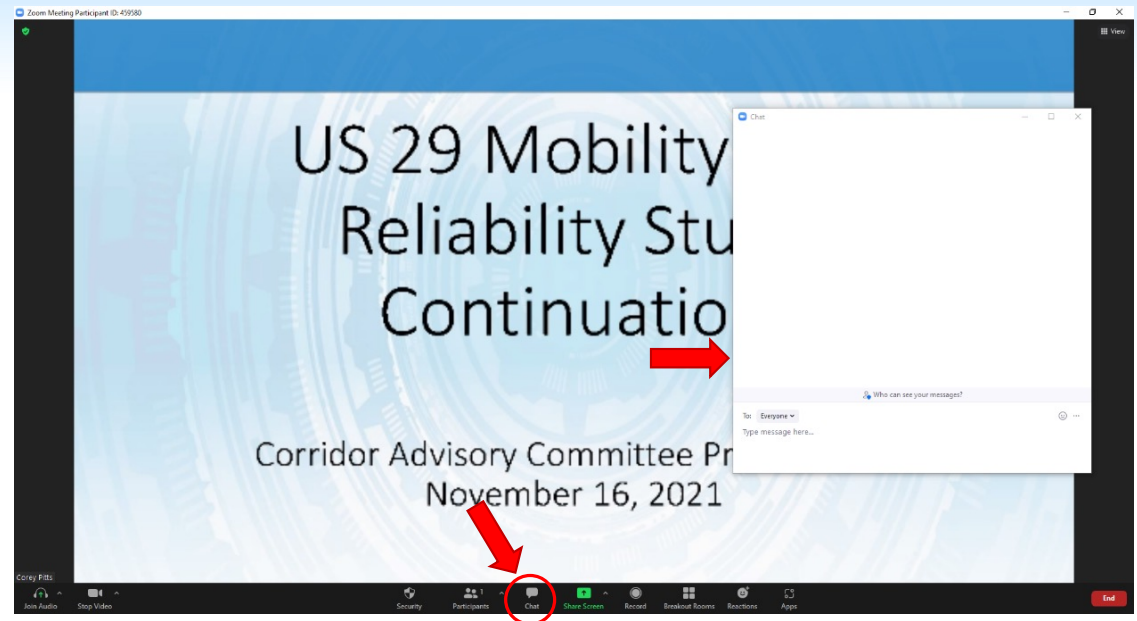 Zoom Meeting Participant ID: 459580
View
US 29 Mobility
Reliability Stu
Continuatio
Corridor Advisory Committee Pr
November 16, 2021
Chat
Who can see your messages?
To: Everyone
Type message here...
Corey Pitts
Join Audio
Stop Video
Security
Participants
1
Chat
Share Screen
Record
Breakout Rooms
Reactions
Apps
End